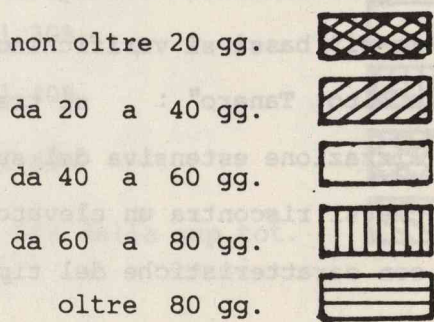 non oltre 20 gg.
da 20 a 40 gg.
da 40 a 60 gg.
da 60 a 80 gg.
oltre 80 gg.